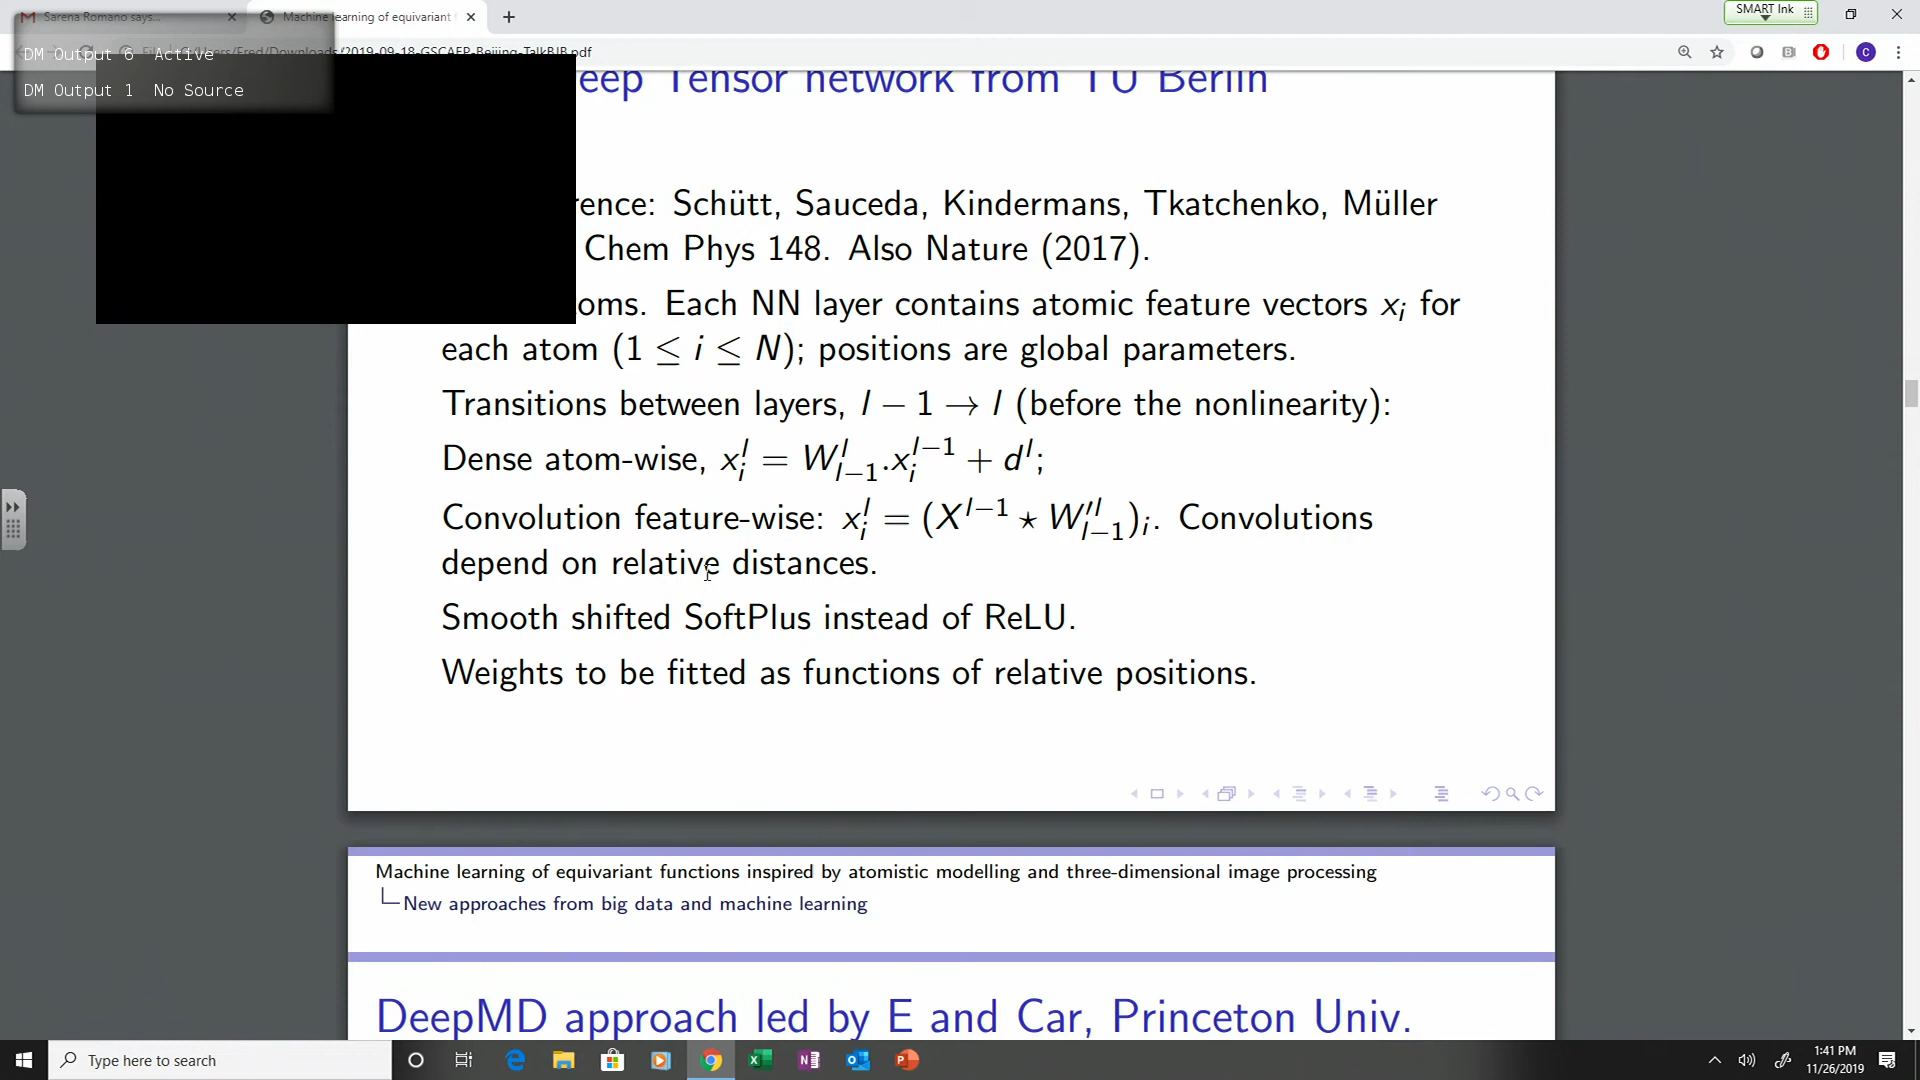 Sarena Romano says...
Machine learning of equivariant f
SMART Ink
DM Output 6 Active
/Users/Fred/Downloads/2019-09-18-GSCAEP-Beijing-TalkBJB.pdf
DM Output 1 No Source
eep Tensor network from TU Berlin
rence: Schütt, Sauceda, Kindermans, Tkatchenko, Müller
Chem Phys 148. Also Nature (2017).
oms. Each NN layer contains atomic feature vectors x_i for
each atom (1 ≤ i ≤ N); positions are global parameters.
Transitions between layers, l − 1 → l (before the nonlinearity):
Dense atom-wise, x_i^l = W_{l−1}^l.x_i^{l−1} + d^l;
Convolution feature-wise: x_i^l = (X^{l−1} ⋆ W′_{l−1}^l)_i. Convolutions
depend on relative distances.
Smooth shifted SoftPlus instead of ReLU.
Weights to be fitted as functions of relative positions.
Machine learning of equivariant functions inspired by atomistic modelling and three-dimensional image processing
New approaches from big data and machine learning
DeepMD approach led by E and Car, Princeton Univ.
Type here to search
1:41 PM
11/26/2019